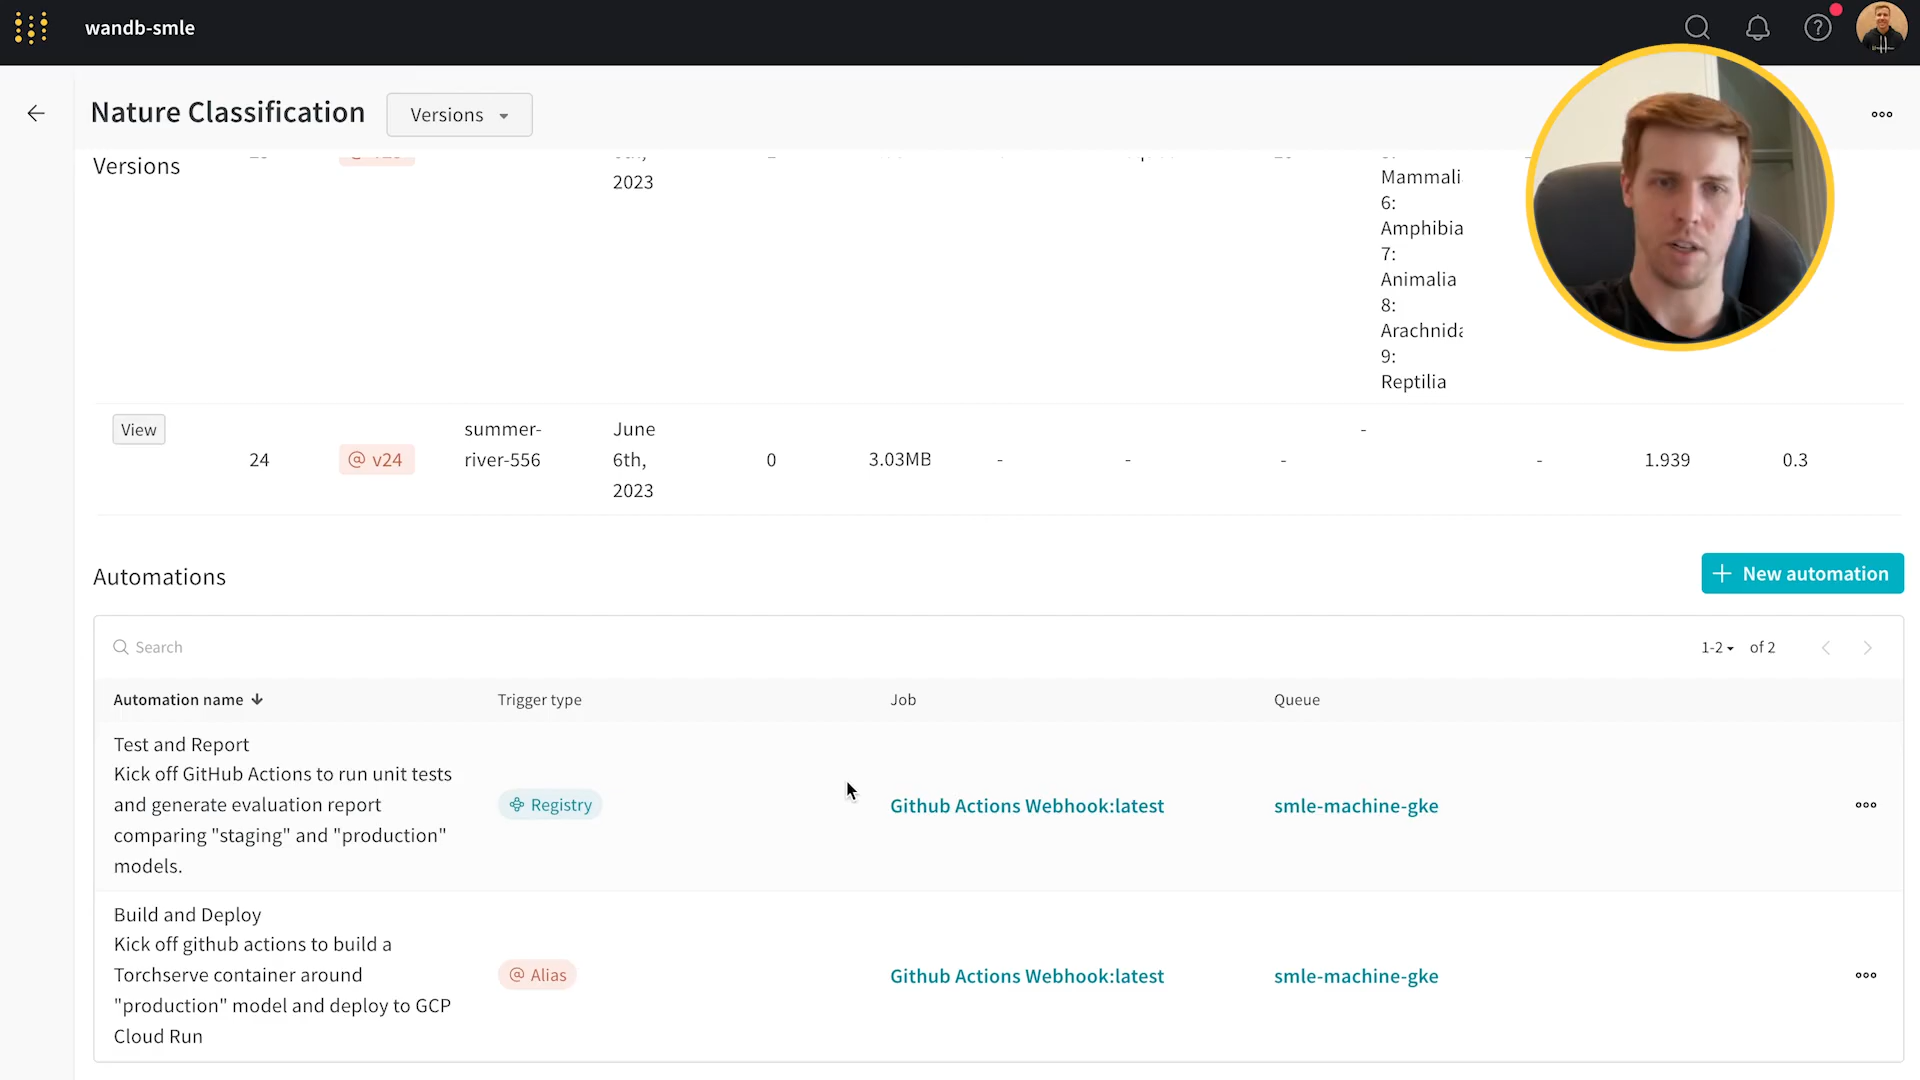 wandb-smle
Nature Classification
Versions
Versions
2023
Mammali
6:
Amphibia
7:
Animalia
8:
Arachnida
9:
Reptilia
View
24
@ v24
summer-
river-556
June
6th,
2023
0
3.03MB
-
-
-
-
-
1.939
0.3
Automations
+ New automation
Search
1-2
of 2
Automation name
Trigger type
Job
Queue
Test and Report
Kick off GitHub Actions to run unit tests
and generate evaluation report
comparing "staging" and "production"
models.
Registry
Github Actions Webhook:latest
smle-machine-gke
Build and Deploy
Kick off github actions to build a
Torchserve container around
"production" model and deploy to GCP
Cloud Run
@ Alias
Github Actions Webhook:latest
smle-machine-gke